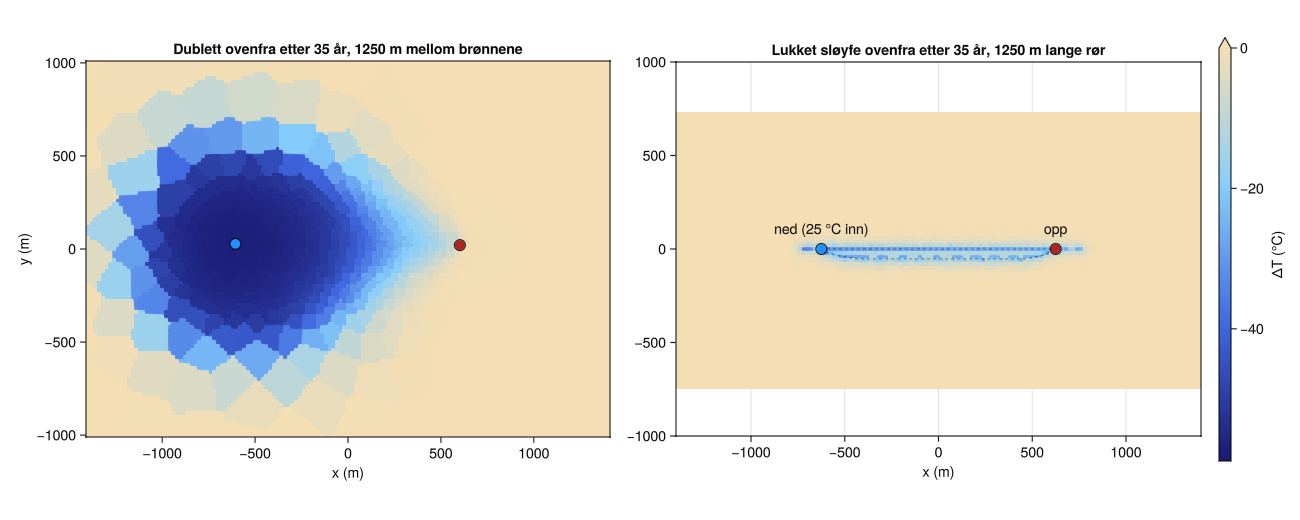 Dublett ovenfra etter 35 år, 1250 m mellom brønnene
1000
500
0
−500
−1000
y (m)
−1000
−500
0
500
1000
x (m)
Lukket sløyfe ovenfra etter 35 år, 1250 m lange rør
1000
500
0
−500
−1000
ned (25 °C inn)
opp
−1000
−500
0
500
1000
x (m)
0
−20
−40
ΔT (°C)